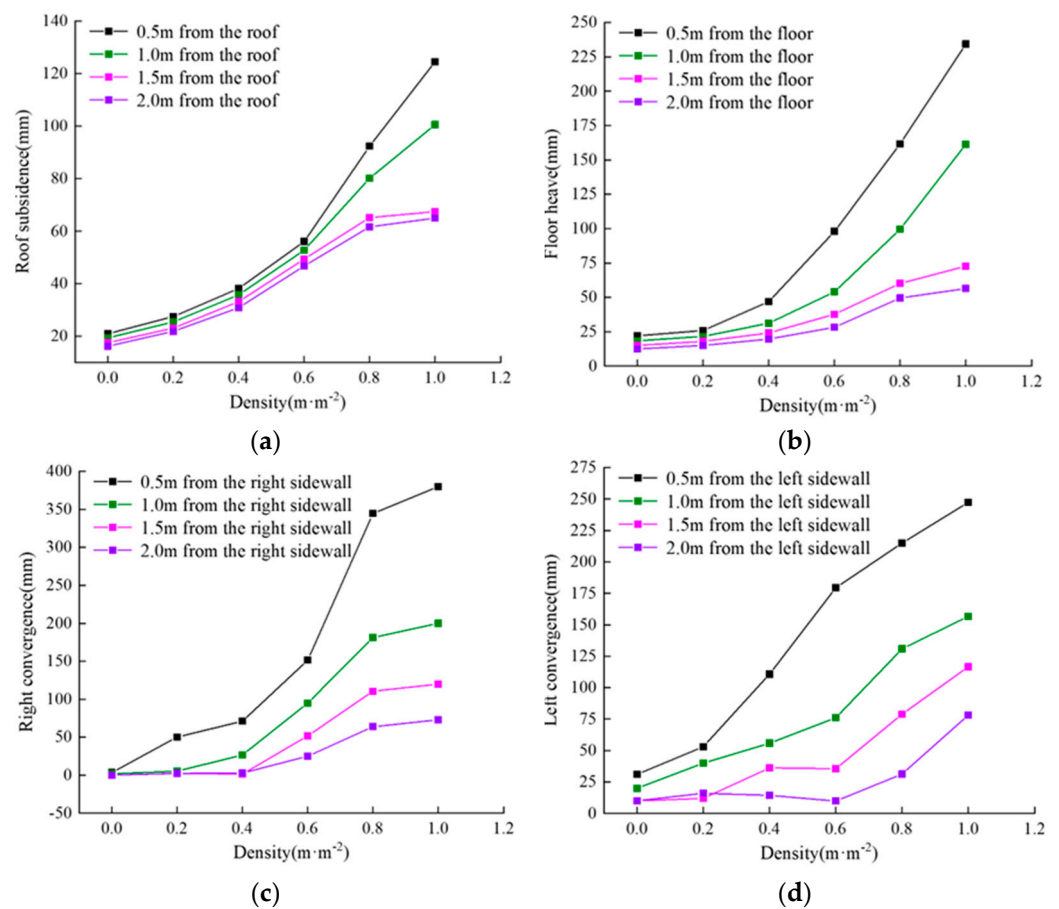 140
120
100
80
60
40
20
0.0 0.2 0.4 0.6 0.8 1.0 1.2
Roof subsidence(mm)
Density(m·m⁻²)
0.5m from the roof
1.0m from the roof
1.5m from the roof
2.0m from the roof
(a)
250
225
200
175
150
125
100
75
50
25
0
0.0 0.2 0.4 0.6 0.8 1.0 1.2
Floor heave(mm)
Density(m·m⁻²)
0.5m from the floor
1.0m from the floor
1.5m from the floor
2.0m from the floor
(b)
400
350
300
250
200
150
100
50
0
-50
0.0 0.2 0.4 0.6 0.8 1.0 1.2
Right convergence(mm)
Density(m·m⁻²)
0.5m from the right sidewall
1.0m from the right sidewall
1.5m from the right sidewall
2.0m from the right sidewall
(c)
275
250
225
200
175
150
125
100
75
50
25
0
0.0 0.2 0.4 0.6 0.8 1.0 1.2
Left convergence(mm)
Density(m·m⁻²)
0.5m from the left sidewall
1.0m from the left sidewall
1.5m from the left sidewall
2.0m from the left sidewall
(d)